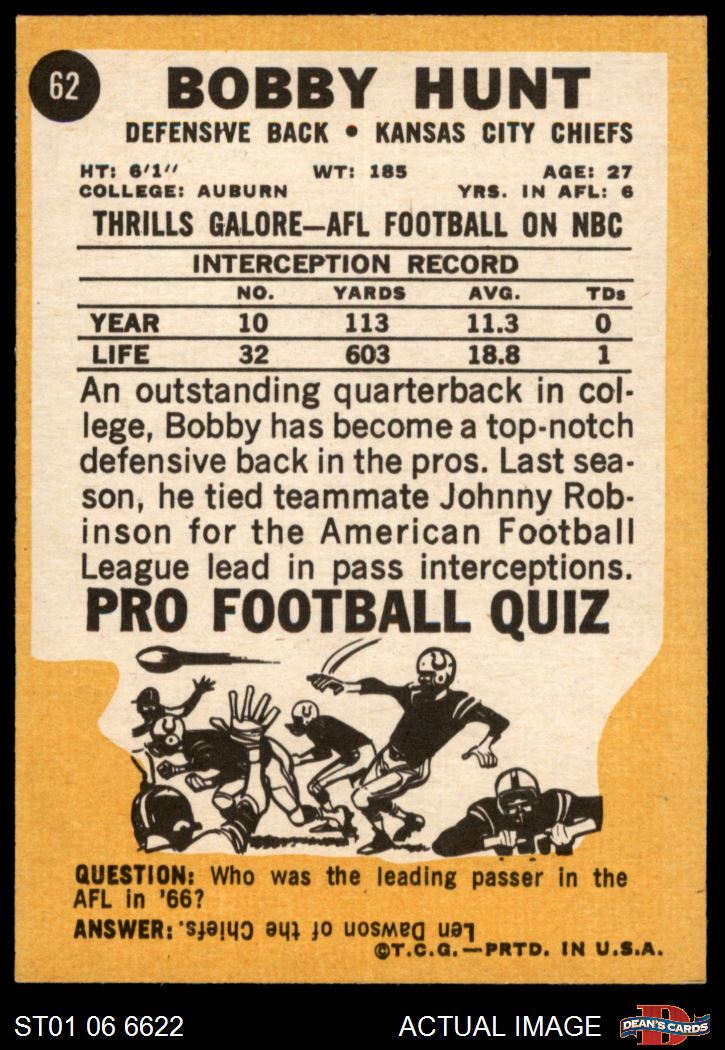 62
BOBBY HUNT
DEFENSIVE BACK • KANSAS CITY CHIEFS
HT: 6'1" WT: 185 AGE: 27
COLLEGE: AUBURN YRS. IN AFL: 6
THRILLS GALORE—AFL FOOTBALL ON NBC
INTERCEPTION RECORD
NO. YARDS AVG. TDs
YEAR 10 113 11.3 0
LIFE 32 603 18.8 1
An outstanding quarterback in col-
lege, Bobby has become a top-notch
defensive back in the pros. Last sea-
son, he tied teammate Johnny Rob-
inson for the American Football
League lead in pass interceptions.
PRO FOOTBALL QUIZ
QUESTION: Who was the leading passer in the
AFL in '66?
ANSWER: Len Dawson of the Chiefs.
©T.C.G.—PRTD. IN U.S.A.
ST01 06 6622 ACTUAL IMAGE
D
DEAN'S CARDS